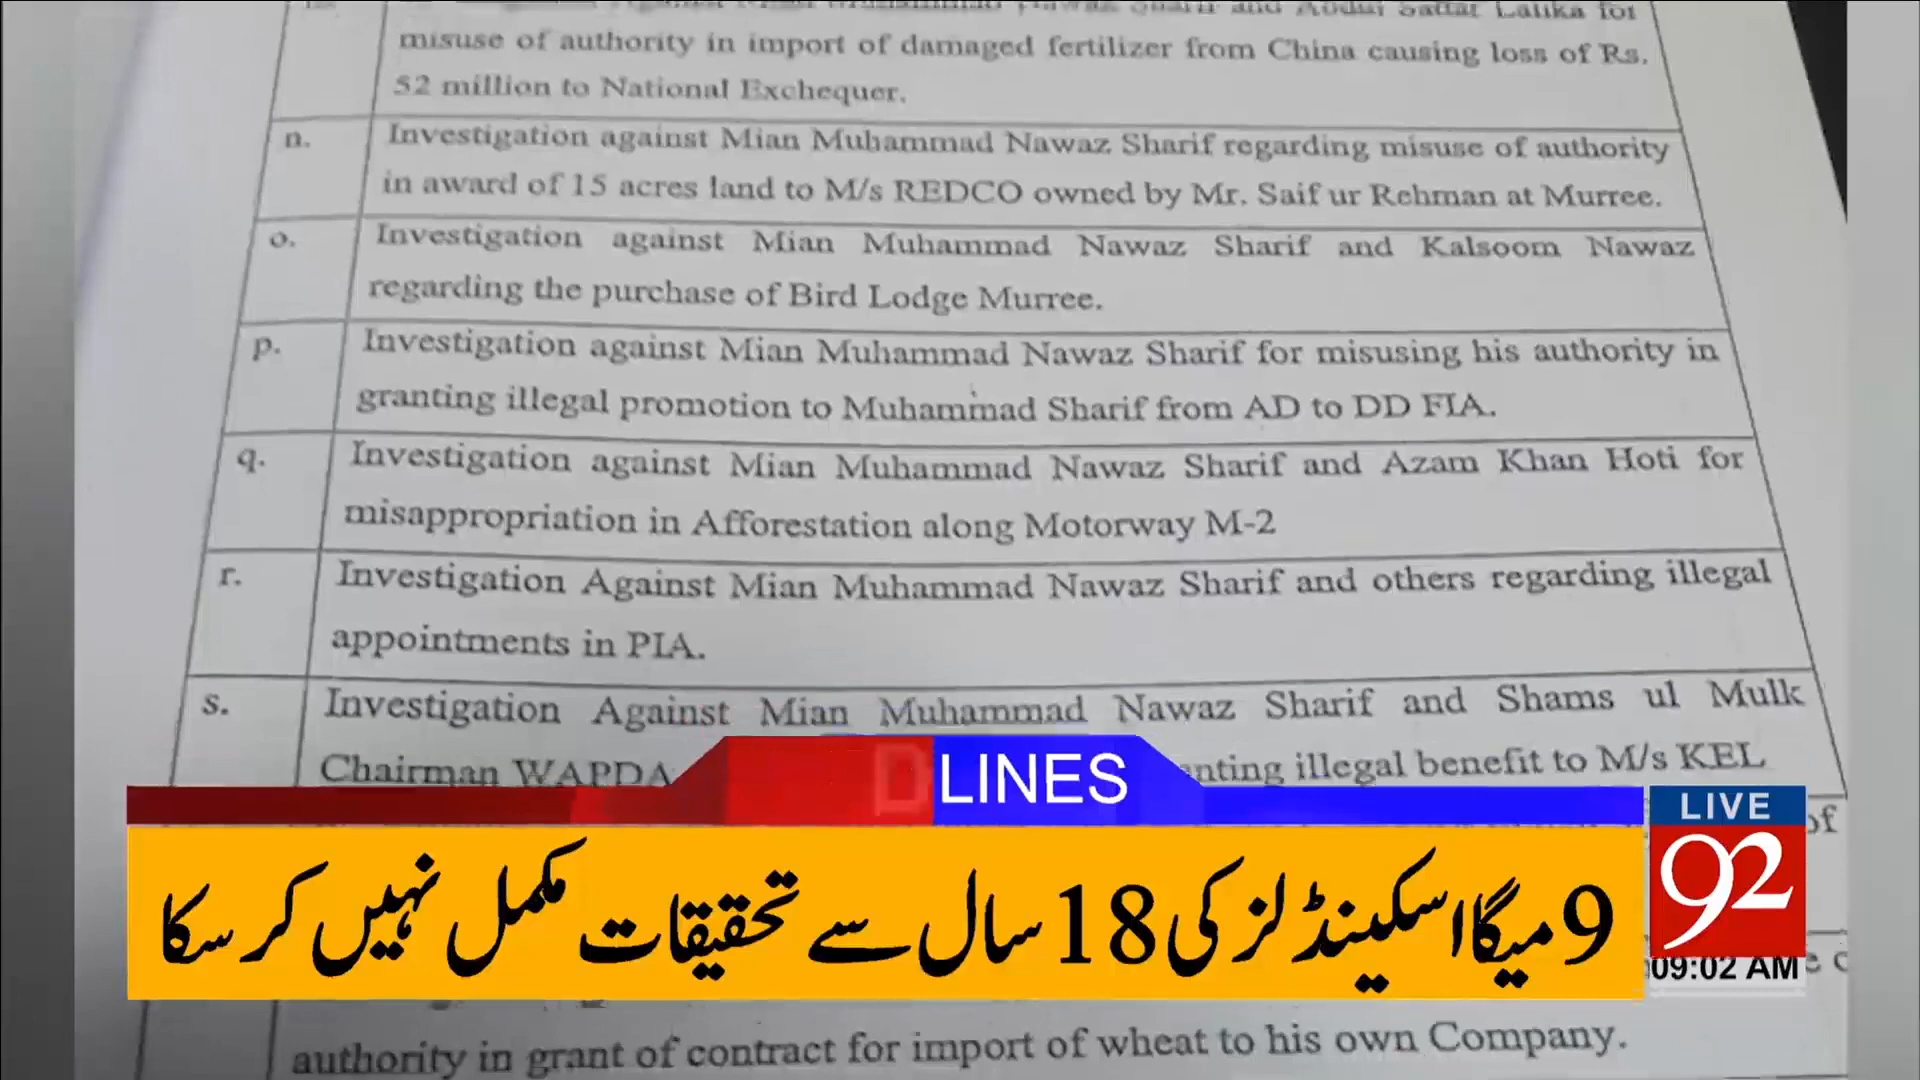 and Abdul Sattar Lalika for
misuse of authority in import of damaged fertilizer from China causing loss of Rs.
52 million to National Exchequer.
n. Investigation against Mian Muhammad Nawaz Sharif regarding misuse of authority
in award of 15 acres land to M/s REDCO owned by Mr. Saif ur Rehman at Murree.
o. Investigation against Mian Muhammad Nawaz Sharif and Kalsoom Nawaz
regarding the purchase of Bird Lodge Murree.
p. Investigation against Mian Muhammad Nawaz Sharif for misusing his authority in
granting illegal promotion to Muhammad Sharif from AD to DD FIA.
q. Investigation against Mian Muhammad Nawaz Sharif and Azam Khan Hoti for
misappropriation in Afforestation along Motorway M-2
r. Investigation Against Mian Muhammad Nawaz Sharif and others regarding illegal
appointments in PIA.
s. Investigation Against Mian Muhammad Nawaz Sharif and Shams ul Mulk
Chairman WAPDA illegal benefit to M/s KEL
DLINES
LIVE
of
92
9 میگا اسکینڈلز کی 18 سال سے تحقیقات مکمل نہیں کر سکا
09:02 AM
authority in grant of contract for import of wheat to his own Company.